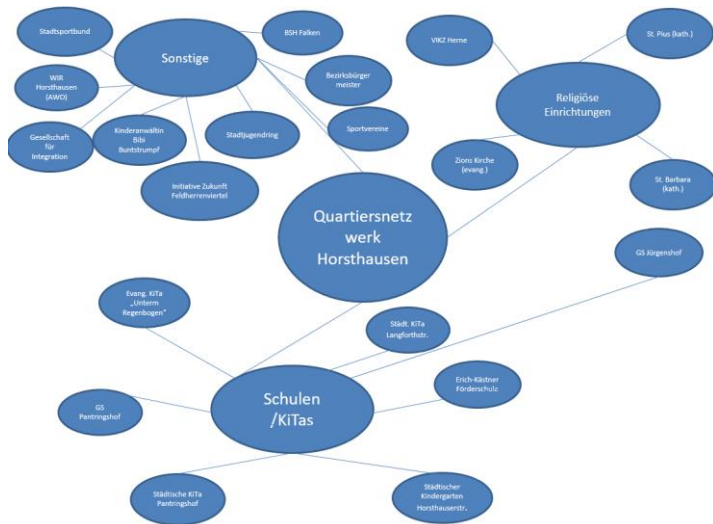 Stadtsportbund
Sonstige
BSH Falken
WIR
Horsthausen
(AWO)
Bezirksbürger
meister
Gesellschaft
für
Integration
Kinderanwältin
Bibi
Buntstrumpf
Stadtjugendring
Sportvereine
Initiative Zukunft
Feldherrenviertel
VIKZ Herne
St. Pius (kath.)
Religiöse
Einrichtungen
Zions Kirche
(evang.)
St. Barbara
(kath.)
Quartiersnetz
werk
Horsthausen
GS Jürgenshof
Evang. KiTa
„Unterm
Regenbogen"
Städt. KiTa
Langforthstr.
Schulen
/KiTas
Erich-Kästner
Förderschule
GS
Pantringshof
Städtische KiTa
Pantringshof
Städtischer
Kindergarten
Horsthauserstr.